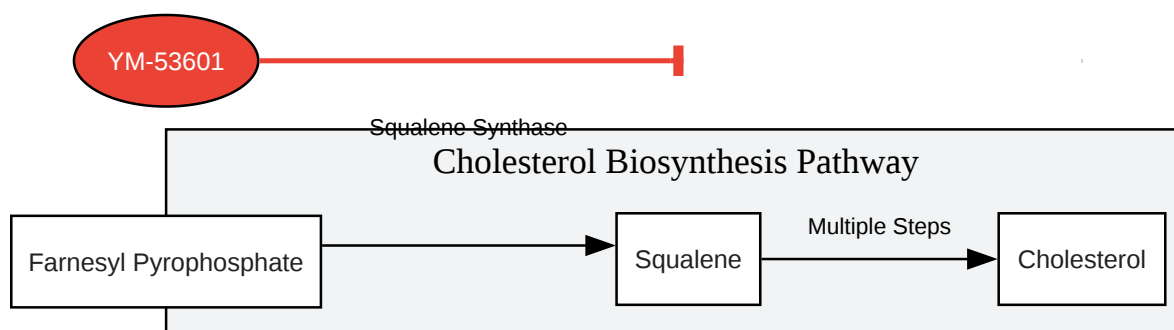 YM-53601
Squalene Synthase
Cholesterol Biosynthesis Pathway
Multiple Steps
Farnesyl Pyrophosphate
Squalene
Cholesterol